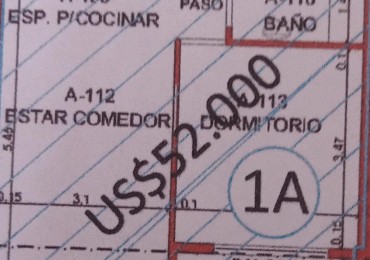 PASO
ESP. P/COCINAR
BAÑO
A-112
ESTAR COMEDOR
113
DORMITORIO
US$52.000
1A
5,45
3,47
0,15
3,1
0,1
0,15